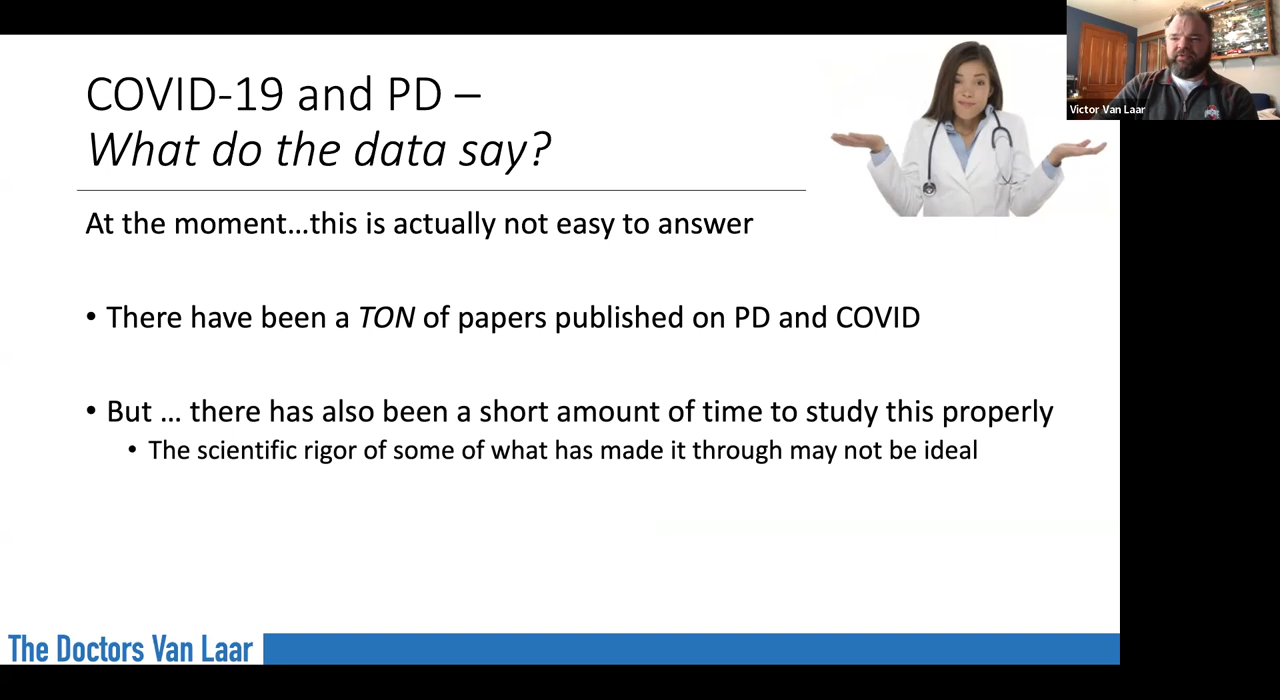 COVID-19 and PD –
What do the data say?
Victor Van Laar
At the moment...this is actually not easy to answer
• There have been a TON of papers published on PD and COVID
• But ... there has also been a short amount of time to study this properly
• The scientific rigor of some of what has made it through may not be ideal
The Doctors Van Laar